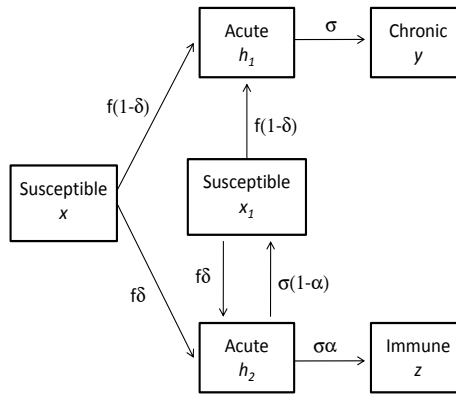 Acute
h₁
σ
Chronic
y
f(1-δ)
f(1-δ)
Susceptible
x
Susceptible
x₁
fδ
fδ
σ(1-α)
Acute
h₂
σα
Immune
z